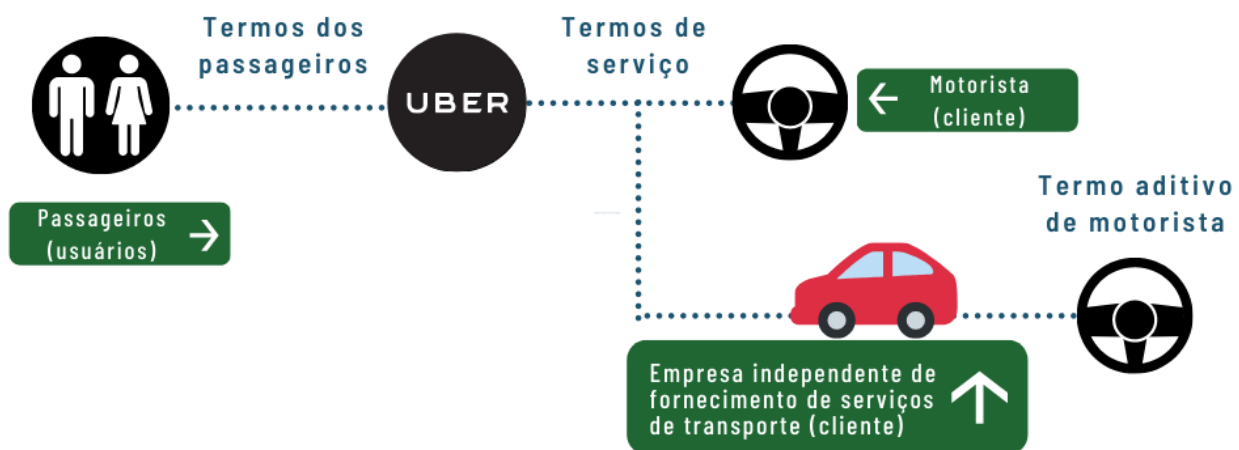 Termos dos
passageiros
UBER
Termos de
serviço
Motorista
(cliente)
Passageiros
(usuários)
Termo aditivo
de motorista
Empresa independente de
fornecimento de serviços
de transporte (cliente)